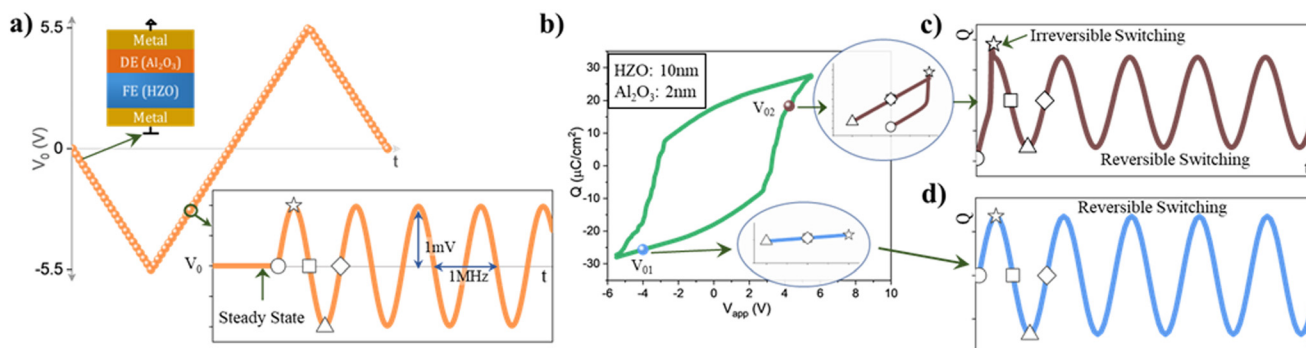 a)
5.5
V₀ (V)
0
-5.5
t
Metal
DE (Al₂O₃)
FE (HZO)
Metal
V₀
Steady State
1mV
1MHz
t
b)
HZO: 10nm
Al₂O₃: 2nm
Q (μC/cm²)
30
20
10
0
-10
-20
-30
-6 -4 -2 0 2 4 6 8 10
V_app (V)
V₀₂
V₀₁
c)
Q
Irreversible Switching
Reversible Switching
d)
Q
Reversible Switching